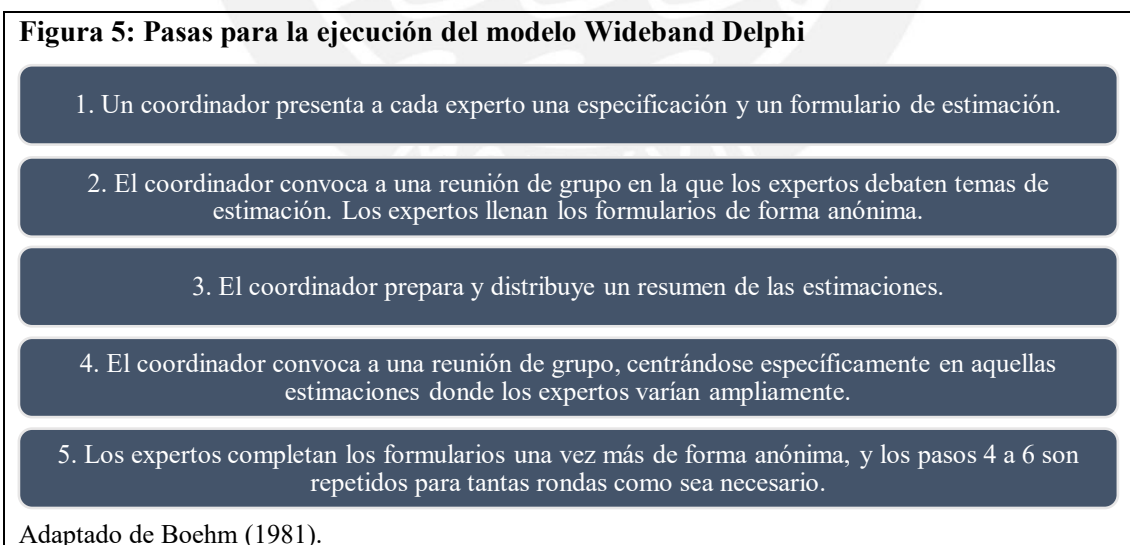 Figura 5: Pasas para la ejecución del modelo Wideband Delphi
1. Un coordinador presenta a cada experto una especificación y un formulario de estimación.
2. El coordinador convoca a una reunión de grupo en la que los expertos debaten temas de
estimación. Los expertos llenan los formularios de forma anónima.
3. El coordinador prepara y distribuye un resumen de las estimaciones.
4. El coordinador convoca a una reunión de grupo, centrándose específicamente en aquellas
estimaciones donde los expertos varían ampliamente.
5. Los expertos completan los formularios una vez más de forma anónima, y los pasos 4 a 6 son
repetidos para tantas rondas como sea necesario.
Adaptado de Boehm (1981).